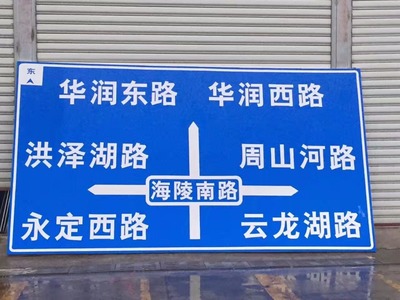 东
华润东路 华润西路
洪泽湖路 周山河路
海陵南路
永定西路 云龙湖路